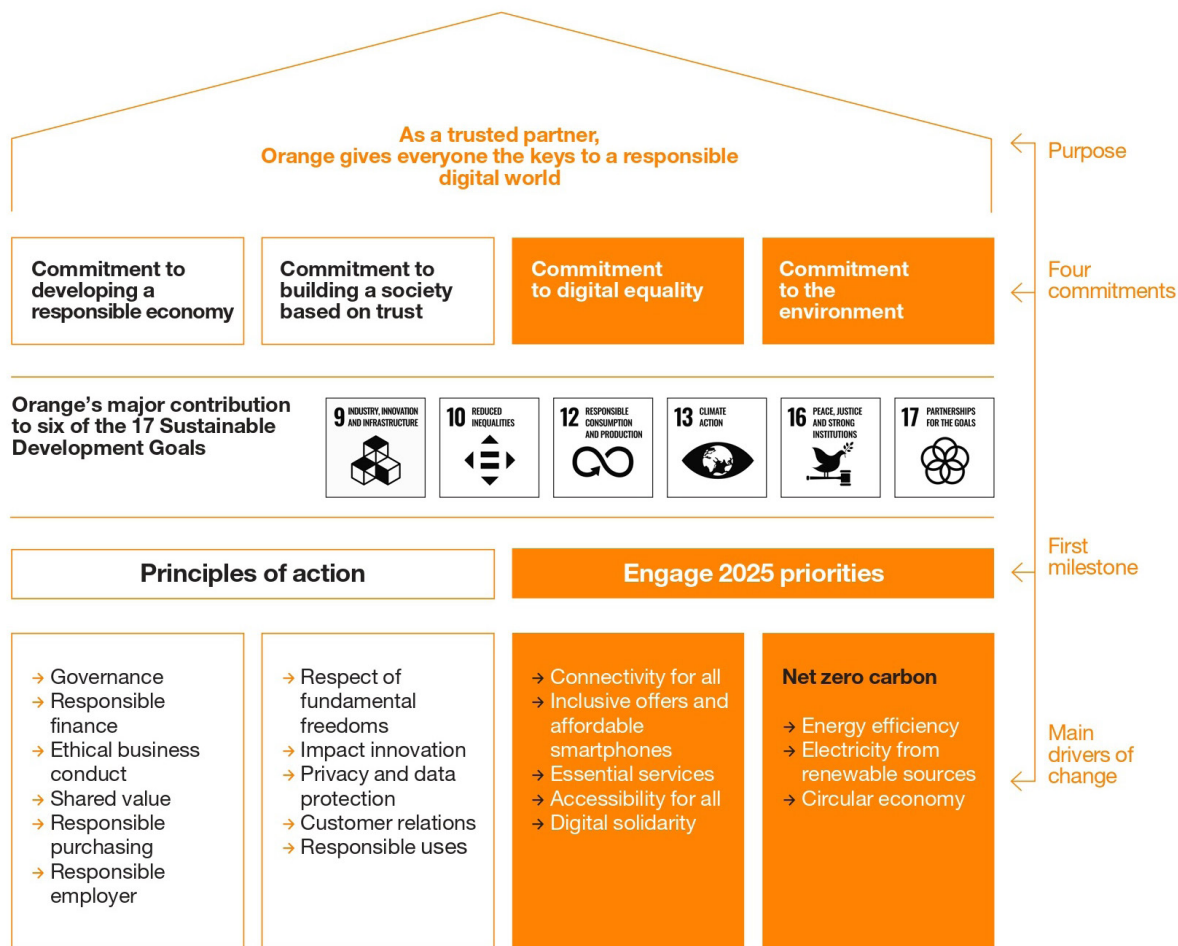 As a trusted partner,
Orange gives everyone the keys to a responsible
digital world
Purpose
Commitment to
developing a
responsible economy
Commitment to
building a society
based on trust
Commitment
to digital equality
Commitment
to the
environment
Four
commitments
Orange’s major contribution
to six of the 17 Sustainable
Development Goals
9 INDUSTRY, INNOVATION
AND INFRASTRUCTURE
10 REDUCED
INEQUALITIES
12 RESPONSIBLE
CONSUMPTION
AND PRODUCTION
13 CLIMATE
ACTION
16 PEACE, JUSTICE
AND STRONG
INSTITUTIONS
17 PARTNERSHIPS
FOR THE GOALS
Principles of action
Engage 2025 priorities
First
milestone
→ Governance
→ Responsible
finance
→ Ethical business
conduct
→ Shared value
→ Responsible
purchasing
→ Responsible
employer
→ Respect of
fundamental
freedoms
→ Impact innovation
→ Privacy and data
protection
→ Customer relations
→ Responsible uses
→ Connectivity for all
→ Inclusive offers and
affordable
smartphones
→ Essential services
→ Accessibility for all
→ Digital solidarity
Net zero carbon
→ Energy efficiency
→ Electricity from
renewable sources
→ Circular economy
Main
drivers of
change